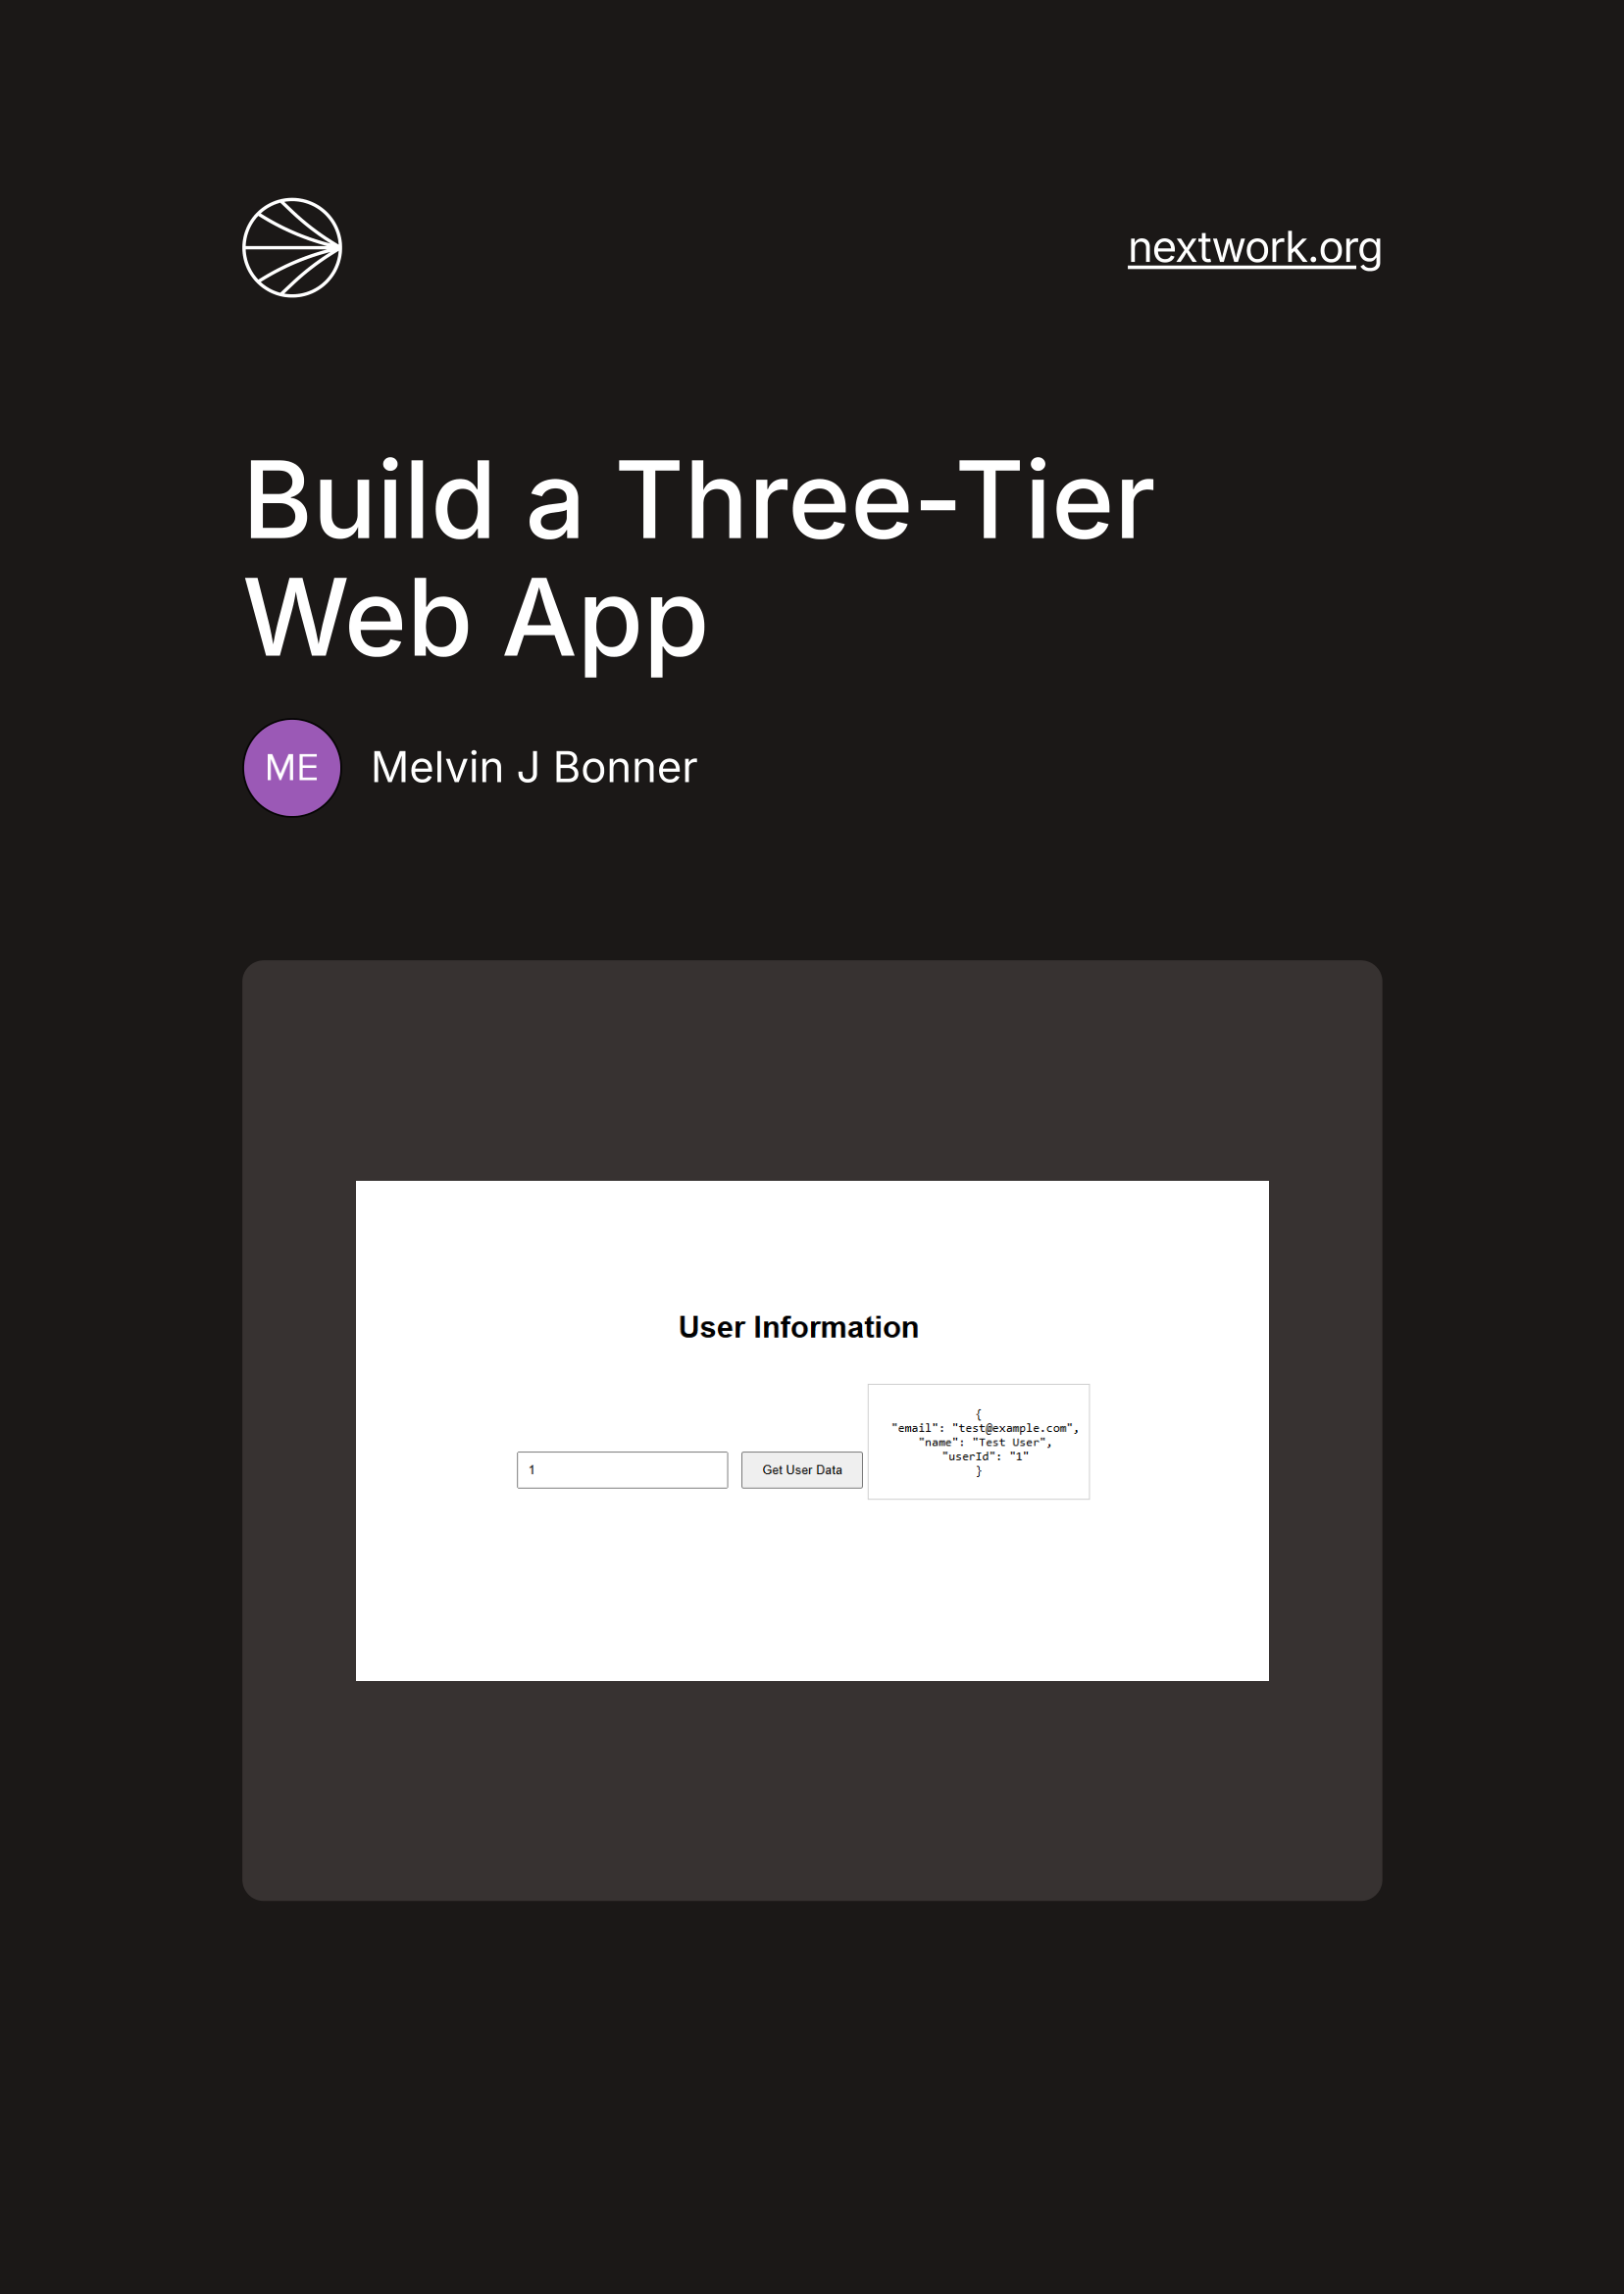 nextwork.org
Build a Three-Tier
Web App
ME
Melvin J Bonner
User Information
1
Get User Data
{
"email": "test@example.com",
"name": "Test User",
"userId": "1"
}